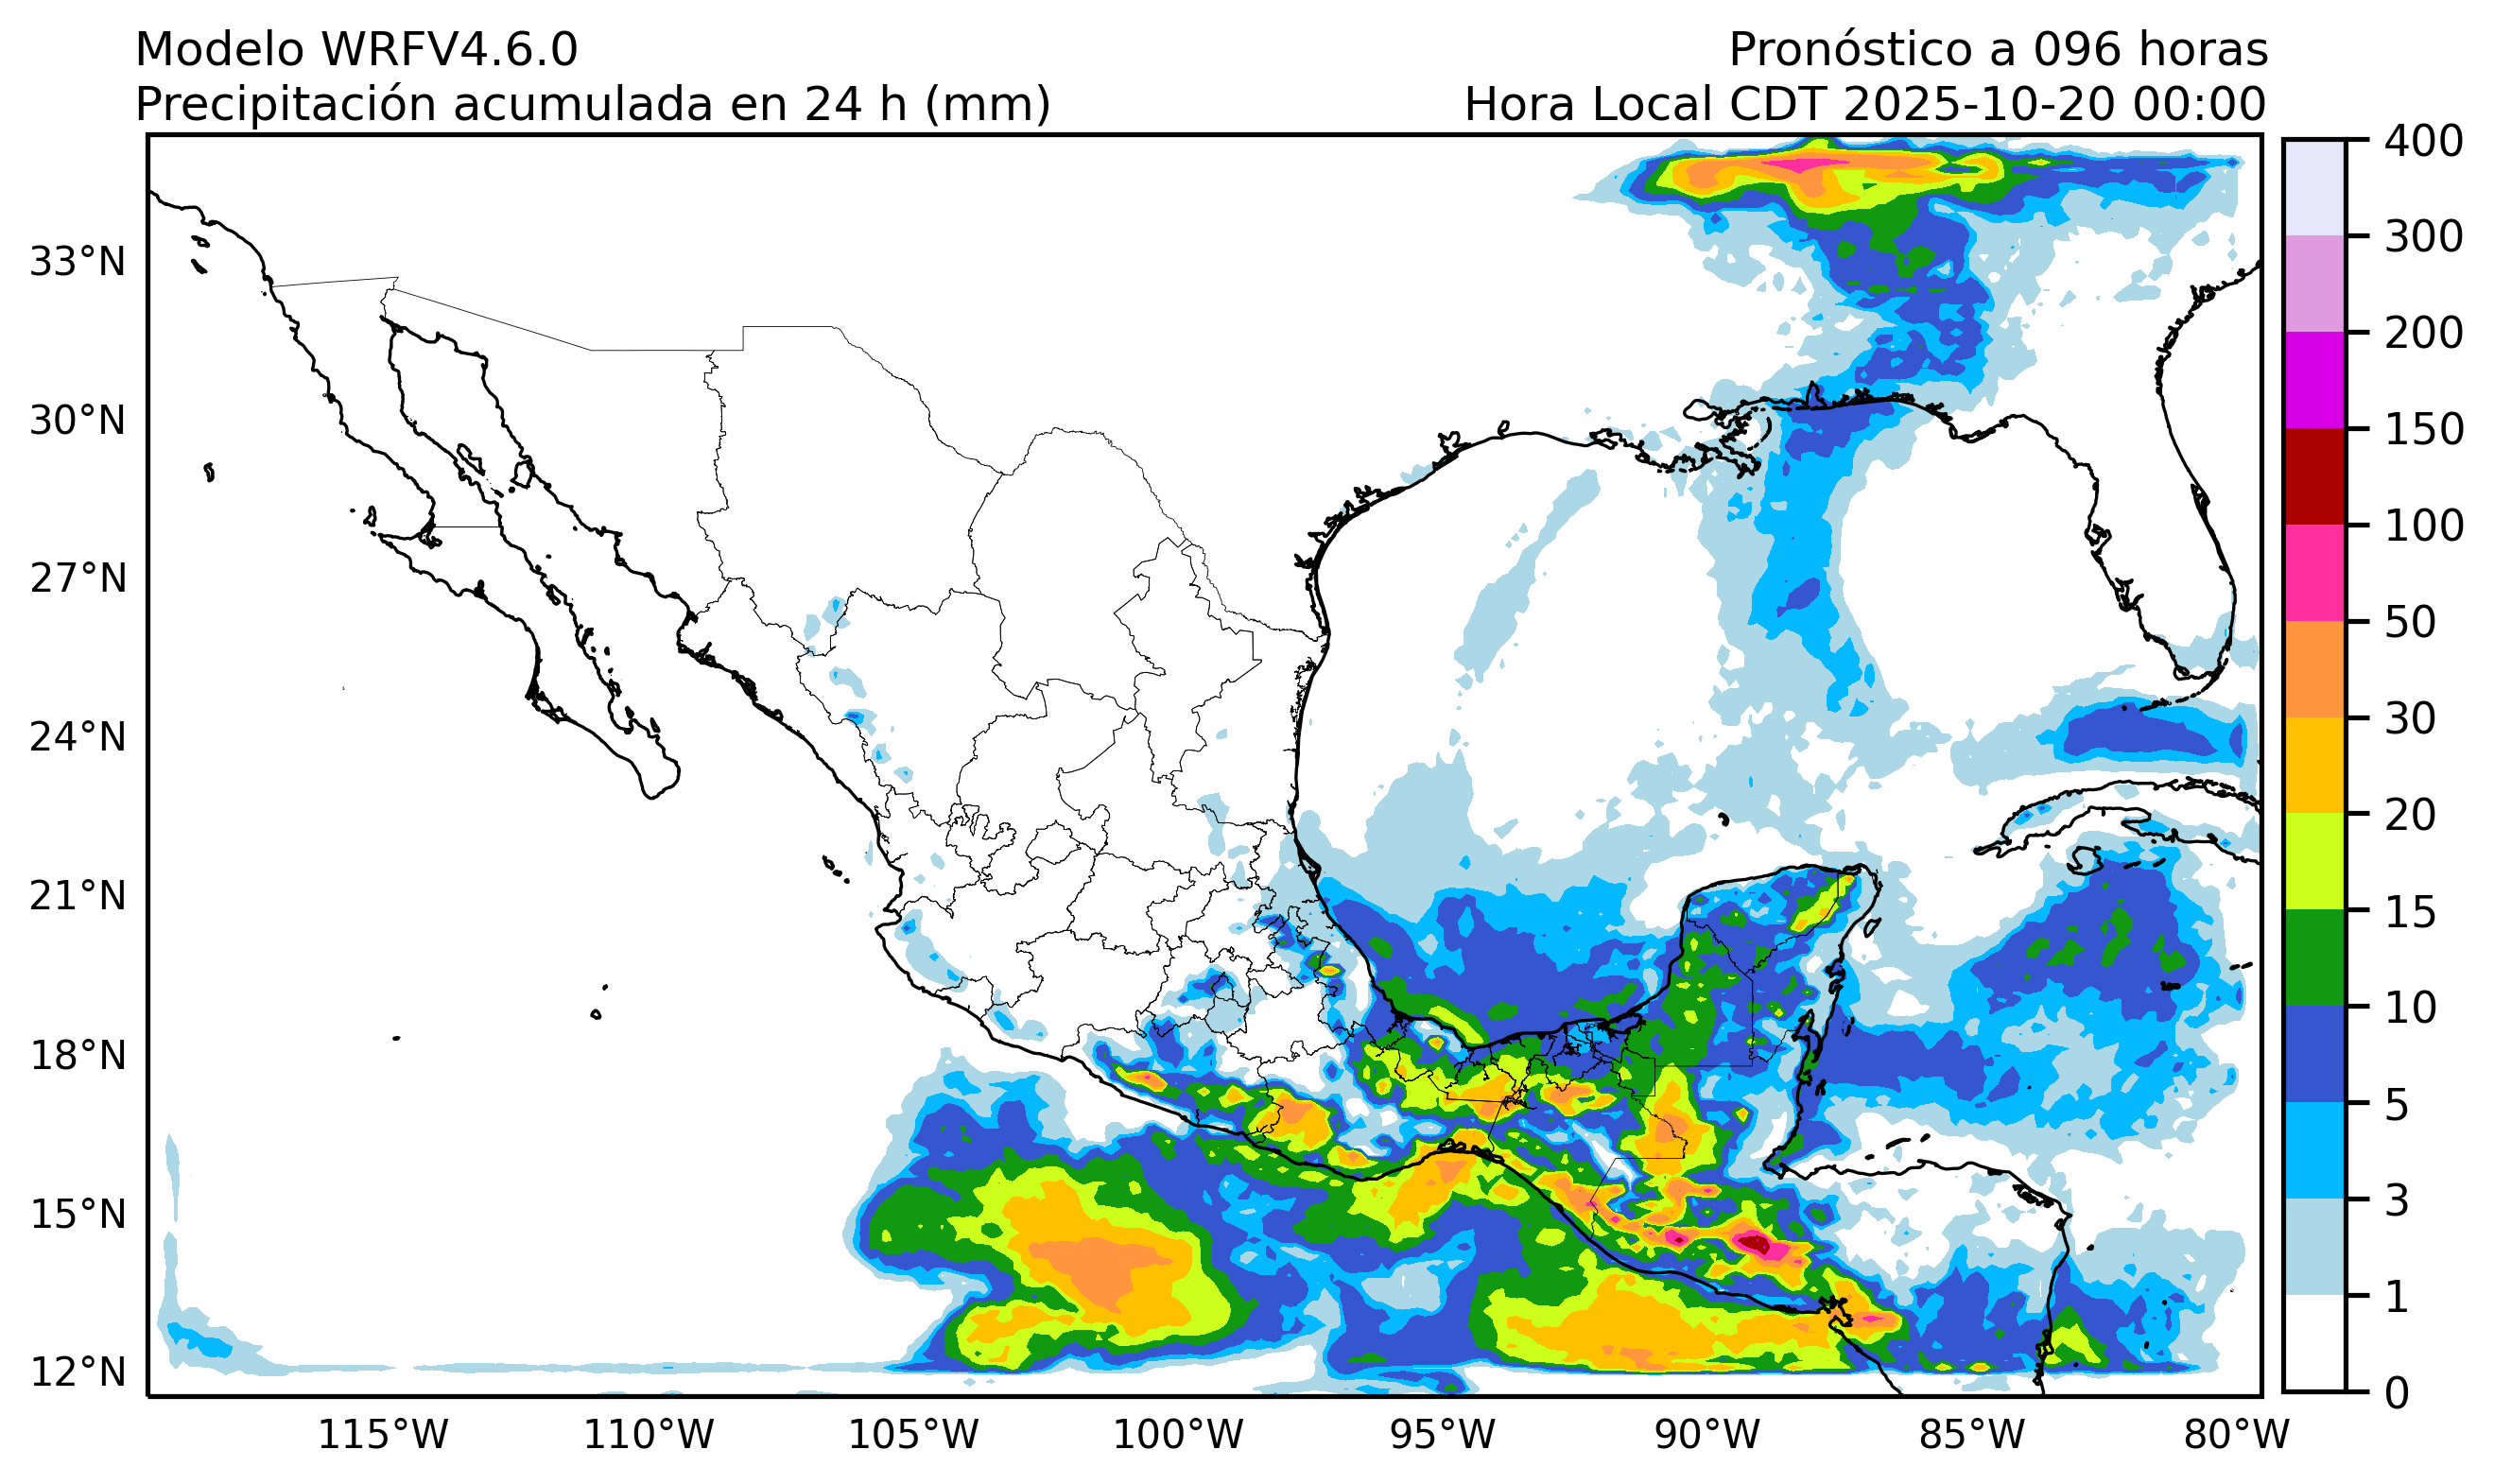 Modelo WRFV4.6.0
Pronóstico a 096 horas
Precipitación acumulada en 24 h (mm)
Hora Local CDT 2025-10-20 00:00
33°N
30°N
27°N
24°N
21°N
18°N
15°N
12°N
115°W
110°W
105°W
100°W
95°W
90°W
85°W
80°W
400
300
200
150
100
50
30
20
15
10
5
3
1
0